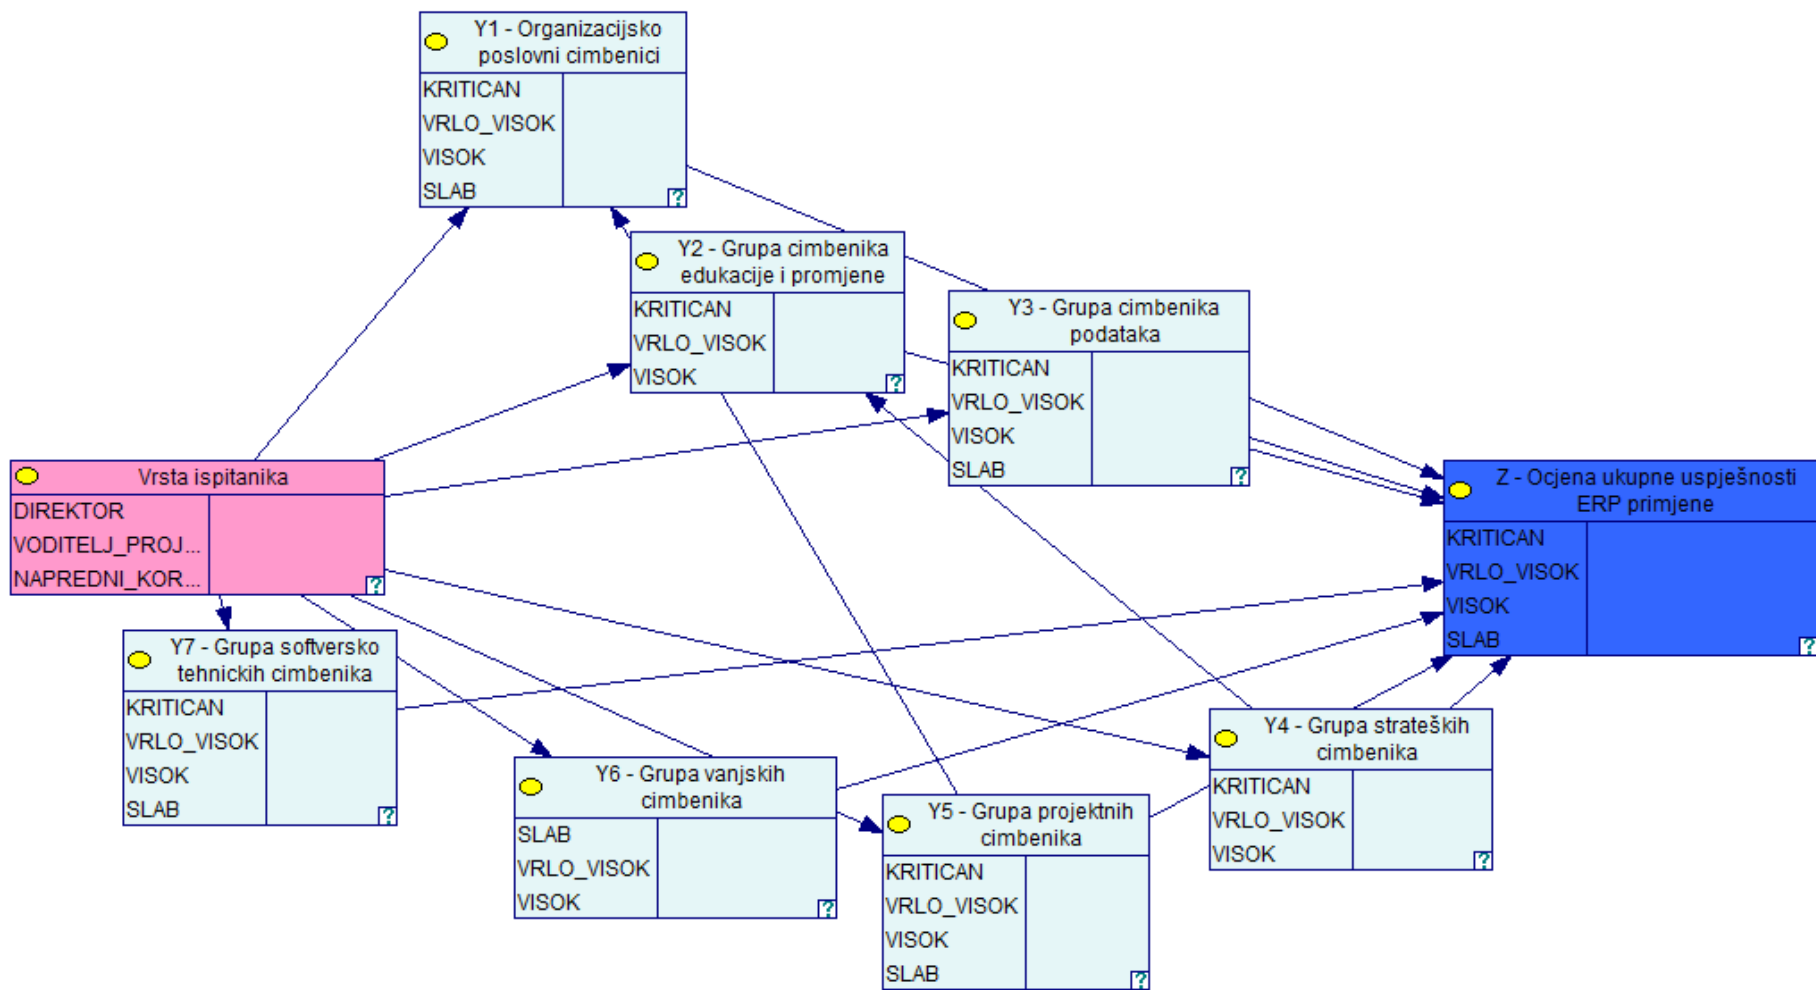 Y1 - Organizacijsko
poslovni cimbenici
KRITICAN
VRLO_VISOK
VISOK
SLAB
?
Y2 - Grupa cimbenika
edukacije i promjene
KRITICAN
VRLO_VISOK
VISOK
?
Y3 - Grupa cimbenika
podataka
KRITICAN
VRLO_VISOK
VISOK
SLAB
?
Vrsta ispitanika
DIREKTOR
VODITELJ_PROJ...
NAPREDNI_KOR...
?
Z - Ocjena ukupne uspješnosti
ERP primjene
KRITICAN
VRLO_VISOK
VISOK
SLAB
?
Y7 - Grupa softversko
tehnickih cimbenika
KRITICAN
VRLO_VISOK
VISOK
SLAB
?
Y6 - Grupa vanjskih
cimbenika
SLAB
VRLO_VISOK
VISOK
?
Y5 - Grupa projektnih
cimbenika
KRITICAN
VRLO_VISOK
VISOK
SLAB
?
Y4 - Grupa strateških
cimbenika
KRITICAN
VRLO_VISOK
VISOK
?